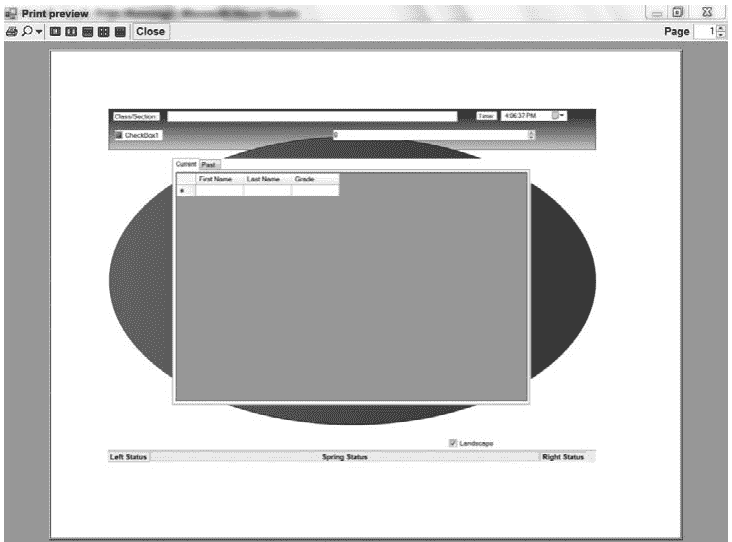 Print preview
Close
Page 1
Class/Section:
Time: 4:06:37 PM
CheckBox1
0
Current Past
First Name Last Name Grade
*
Landscape
Left Status Spring Status Right Status